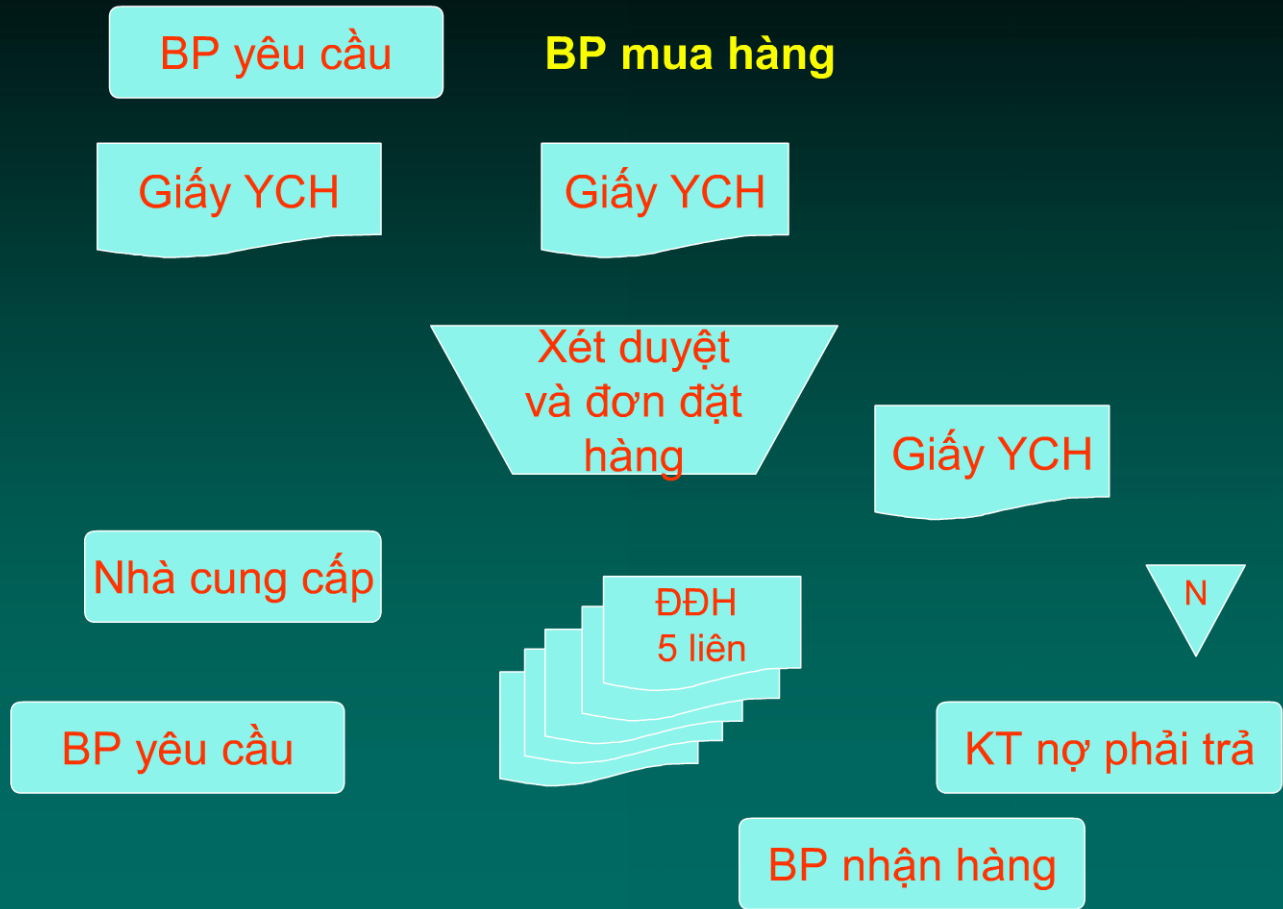 BP yêu cầu
BP mua hàng
Giấy YCH
Giấy YCH
Xét duyệt
và đơn đặt
hàng
Giấy YCH
Nhà cung cấp
ĐĐH
5 liên
N
BP yêu cầu
KT nợ phải trả
BP nhận hàng